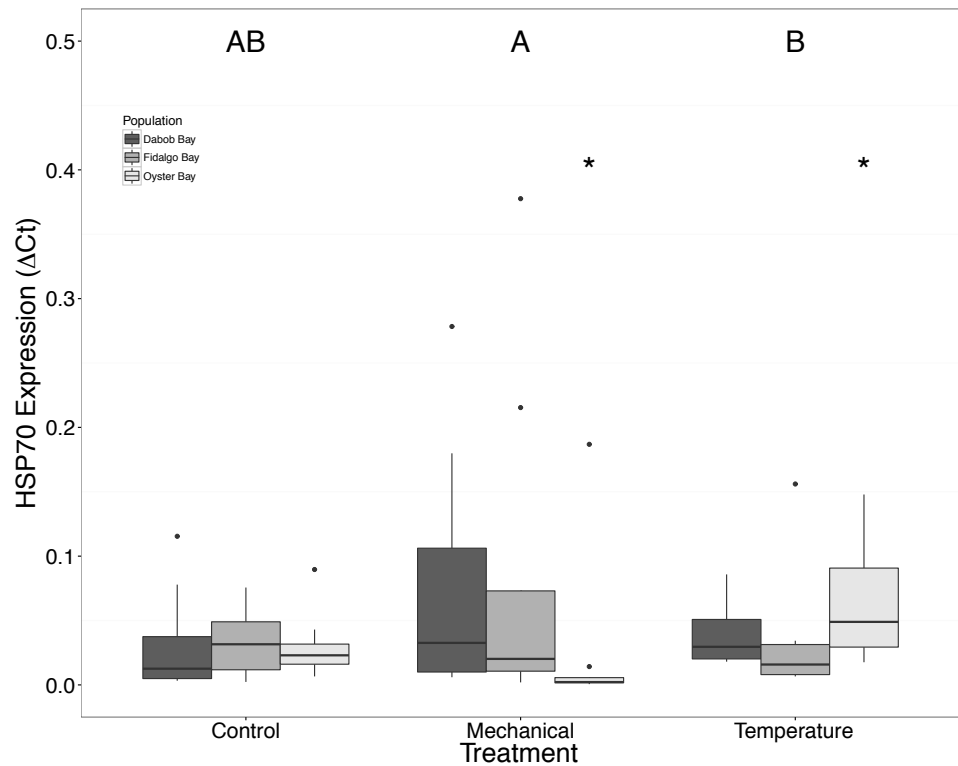 AB A B
0.5
0.4
0.3
0.2
0.1
0.0
HSP70 Expression (ΔCt)
Population
Dabob Bay
Fidalgo Bay
Oyster Bay
* *
Control Mechanical Temperature
Treatment